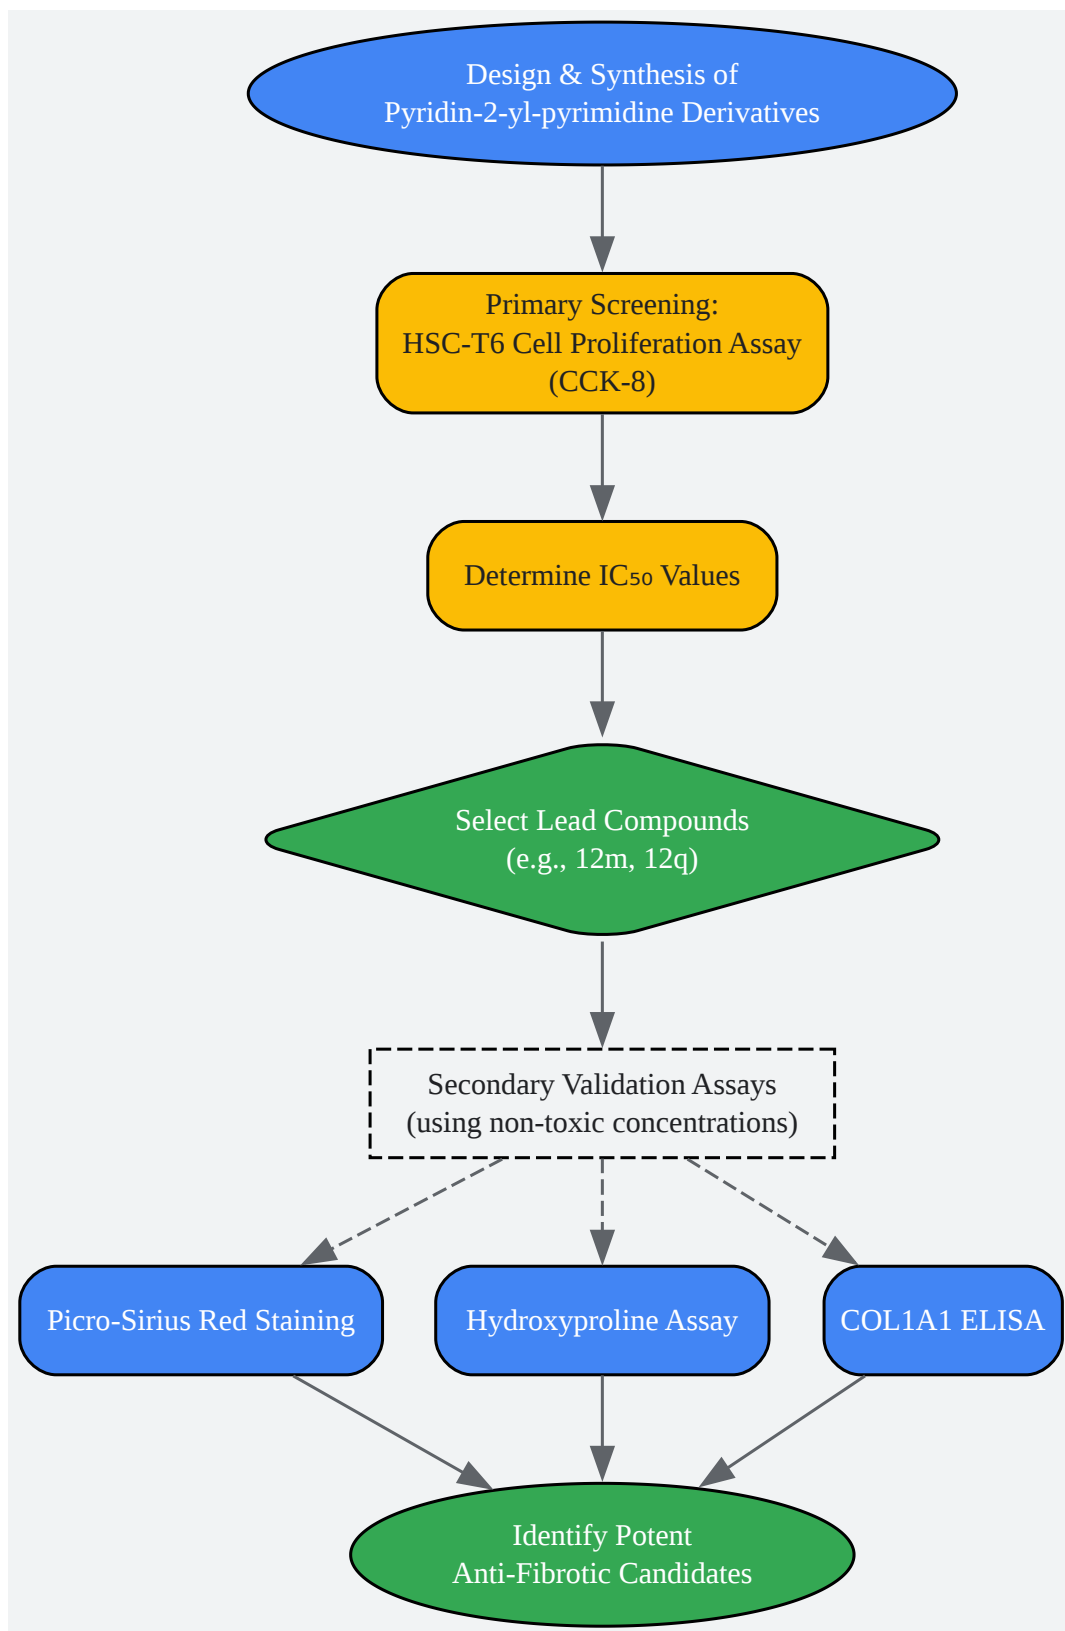 Design & Synthesis of
Pyridin-2-yl-pyrimidine Derivatives
Primary Screening:
HSC-T6 Cell Proliferation Assay
(CCK-8)
Determine IC₅₀ Values
Select Lead Compounds
(e.g., 12m, 12q)
Secondary Validation Assays
(using non-toxic concentrations)
Picro-Sirius Red Staining
Hydroxyproline Assay
COL1A1 ELISA
Identify Potent
Anti-Fibrotic Candidates